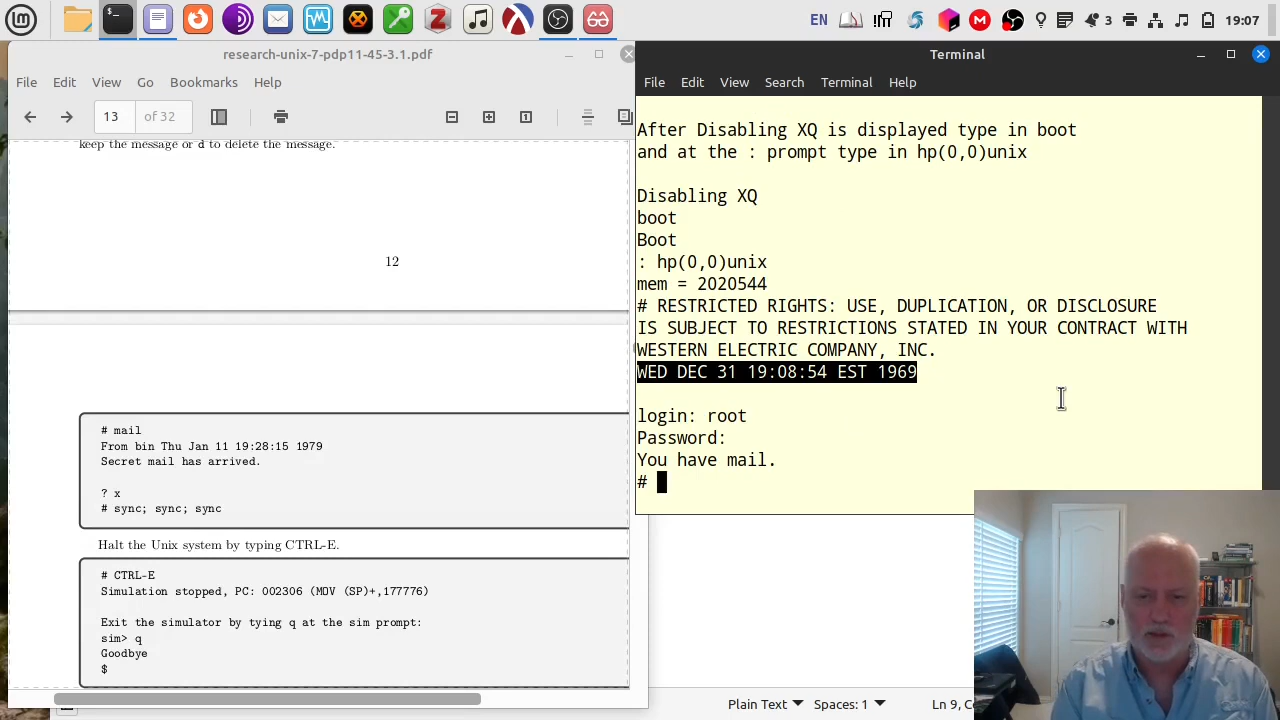 EN
3
19:07
research-unix-7-pdp11-45-3.1.pdf
File Edit View Go Bookmarks Help
13 of 32
keep the message or d to delete the message.
12
# mail
From bin Thu Jan 11 19:28:15 1979
Secret mail has arrived.
? x
# sync; sync; sync
Halt the Unix system by typing CTRL-E.
# CTRL-E
Simulation stopped, PC: (MOV (SP)+,177776)
Exit the simulator by tying q at the sim prompt:
sim> q
Goodbye
$
Terminal
File Edit View Search Terminal Help
After Disabling XQ is displayed type in boot
and at the : prompt type in hp(0,0)unix
Disabling XQ
boot
Boot
: hp(0,0)unix
mem = 2020544
# RESTRICTED RIGHTS: USE, DUPLICATION, OR DISCLOSURE
IS SUBJECT TO RESTRICTIONS STATED IN YOUR CONTRACT WITH
WESTERN ELECTRIC COMPANY, INC.
WED DEC 31 19:08:54 EST 1969
login: root
Password:
You have mail.
#
Plain Text Spaces: 1 Ln 9, C